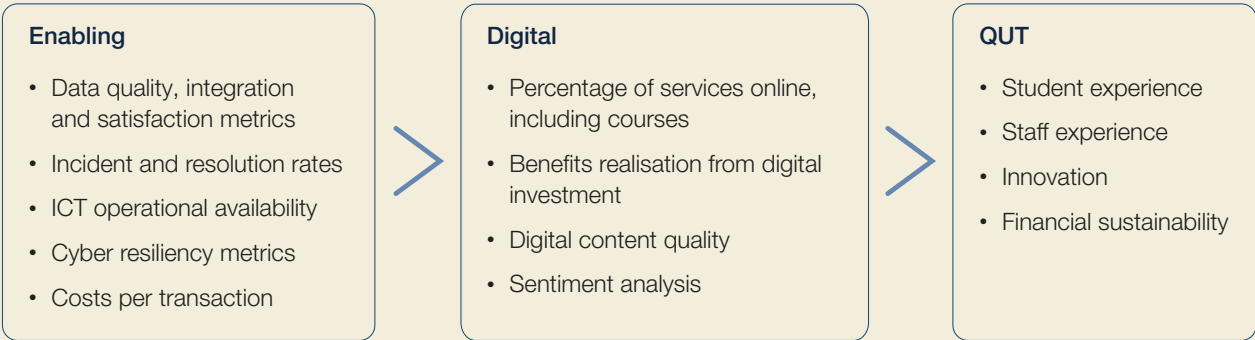 Enabling
• Data quality, integration
and satisfaction metrics
• Incident and resolution rates
• ICT operational availability
• Cyber resiliency metrics
• Costs per transaction
Digital
• Percentage of services online,
including courses
• Benefits realisation from digital
investment
• Digital content quality
• Sentiment analysis
QUT
• Student experience
• Staff experience
• Innovation
• Financial sustainability